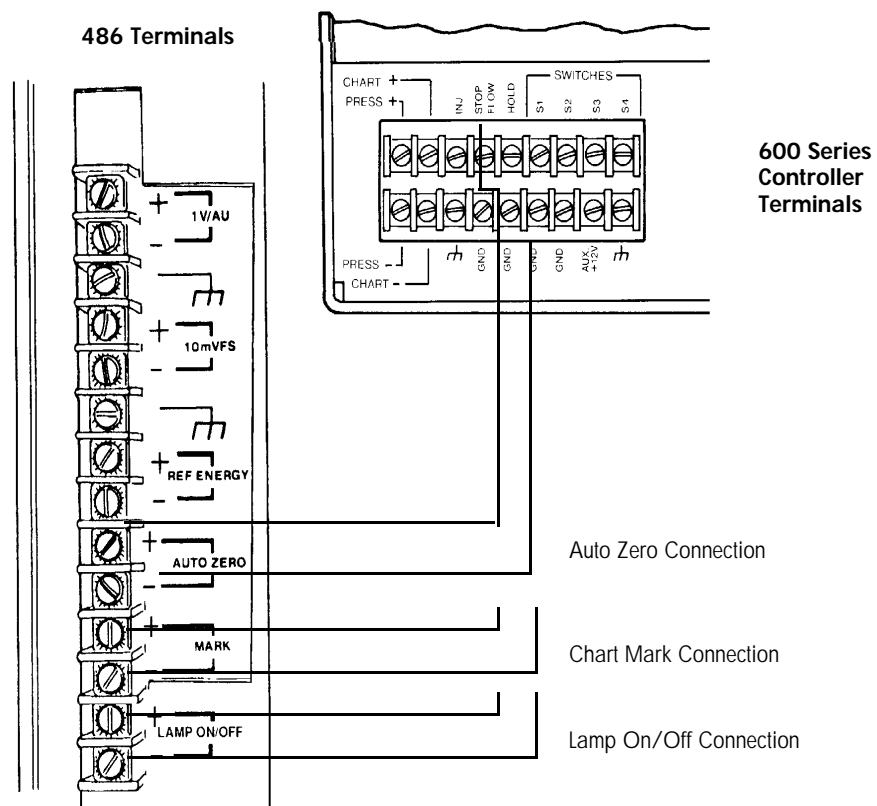 486 Terminals
1V/AU
+
-
10mVFS
+
-
REF ENERGY
+
-
AUTO ZERO
+
-
MARK
+
-
LAMP ON/OFF
+
-
CHART +
PRESS +
INJ
STOP
FLOW
HOLD
SWITCHES
S1
S2
S3
S4
PRESS -
CHART -
GND
GND
GND
GND
AUX
+12V
600 Series
Controller
Terminals
Auto Zero Connection
Chart Mark Connection
Lamp On/Off Connection